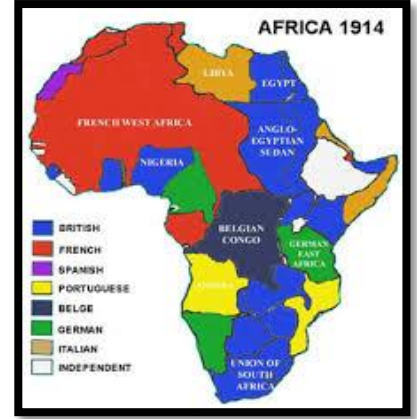 AFRICA 1914
LIBYA
EGYPT
FRENCH WEST AFRICA
ANGLO-
EGYPTIAN
SUDAN
NIGERIA
BELGIAN
CONGO
GERMAN
EAST
AFRICA
ANGOLA
UNION OF
SOUTH
AFRICA
BRITISH
FRENCH
SPANISH
PORTUGUESE
BELGE
GERMAN
ITALIAN
INDEPENDENT